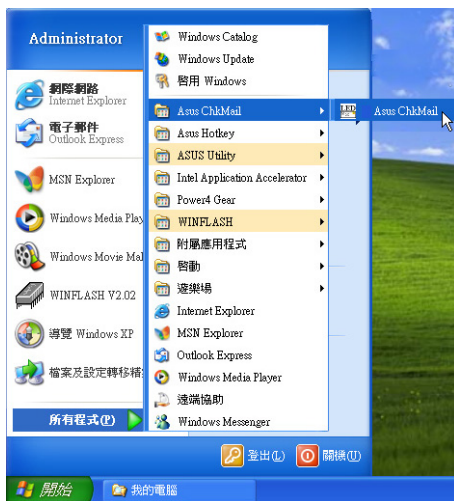 Administrator
網際網路
Internet Explorer
電子郵件
Outlook Express
MSN Explorer
Windows Media Play
Windows Movie Mak
WINFLASH V2.02
導覽 Windows XP
檔案及設定轉移精
所有程式(P)
Windows Catalog
Windows Update
啓用 Windows
Asus ChkMail
Asus Hotkey
ASUS Utility
Intel Application Accelerator
Power4 Gear
WINFLASH
附屬應用程式
啓動
遊樂場
Internet Explorer
MSN Explorer
Outlook Express
Windows Media Player
遠端協助
Windows Messenger
LED
Asus ChkMail
登出(L)
關機(U)
開始
我的電腦